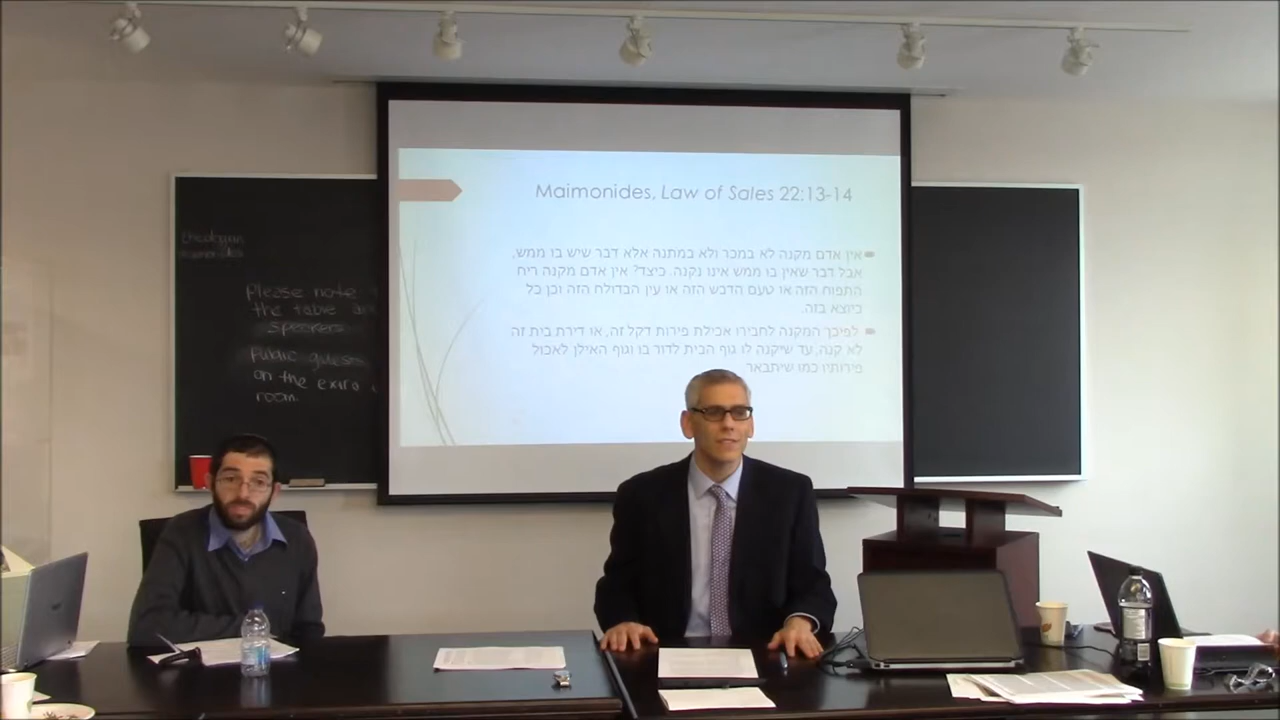 Maimonides, Law of Sales 22:13-14
אין אדם מקנה לא במכר ולא במתנה אלא דבר שיש בו ממש,
אבל דבר שאין בו ממש אינו נקנה. כיצד? אין אדם מקנה ריח
התפוח הזה או טעם הדבש הזה או עין הבדולח הזה וכן כל
כיוצא בזה.
לפיכך המקנה לחבירו אכילת פירות דקל זה, או דירת בית זה
לא קנה, עד שיקנה לו גוף הבית לדור בו וגוף האילן לאכול
פירותיו כמו שיתבאר
Please note
the table
speakers
Public guests
on the extra
room.